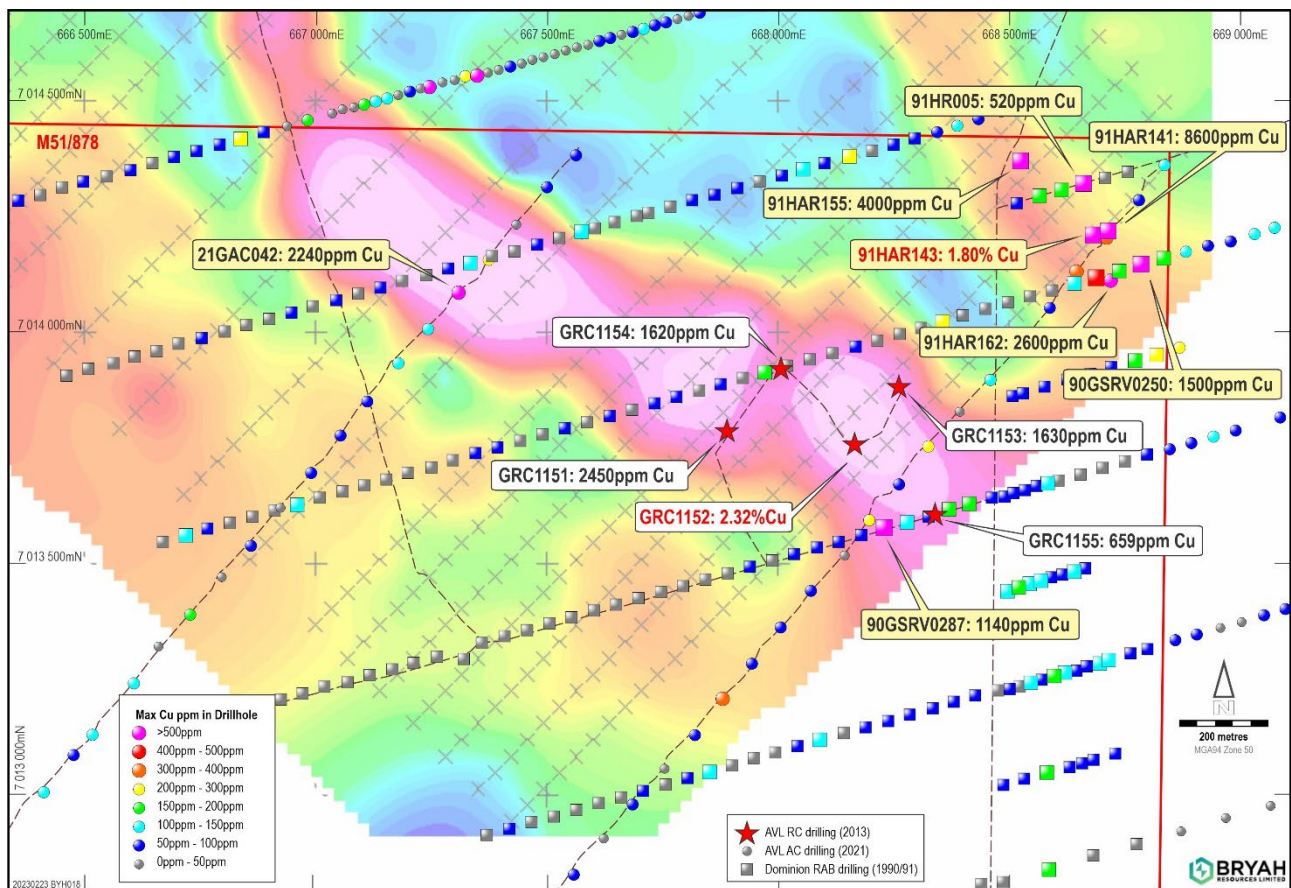 666 500mE
667 000mE
667 500mE
668 000mE
668 500mE
669 000mE
7 014 500mN
M51/878
91HR005: 520ppm Cu
91HAR141: 8600ppm Cu
91HAR155: 4000ppm Cu
91HAR143: 1.80% Cu
21GAC042: 2240ppm Cu
7 014 000mN
GRC1154: 1620ppm Cu
91HAR162: 2600ppm Cu
90GSRV0250: 1500ppm Cu
GRC1153: 1630ppm Cu
GRC1151: 2450ppm Cu
GRC1152: 2.32%Cu
GRC1155: 659ppm Cu
7 013 500mN
90GSRV0287: 1140ppm Cu
7 013 000mN
Max Cu ppm in Drillhole
>500ppm
400ppm - 500ppm
300ppm - 400ppm
200ppm - 300ppm
150ppm - 200ppm
100ppm - 150ppm
50ppm - 100ppm
0ppm - 50ppm
N
200 metres
MGA94 Zone 50
AVL RC drilling (2013)
AVL AC drilling (2021)
Dominion RAB drilling (1990/91)
BRYAH
RESOURCES LIMITED
20230223 BYH018